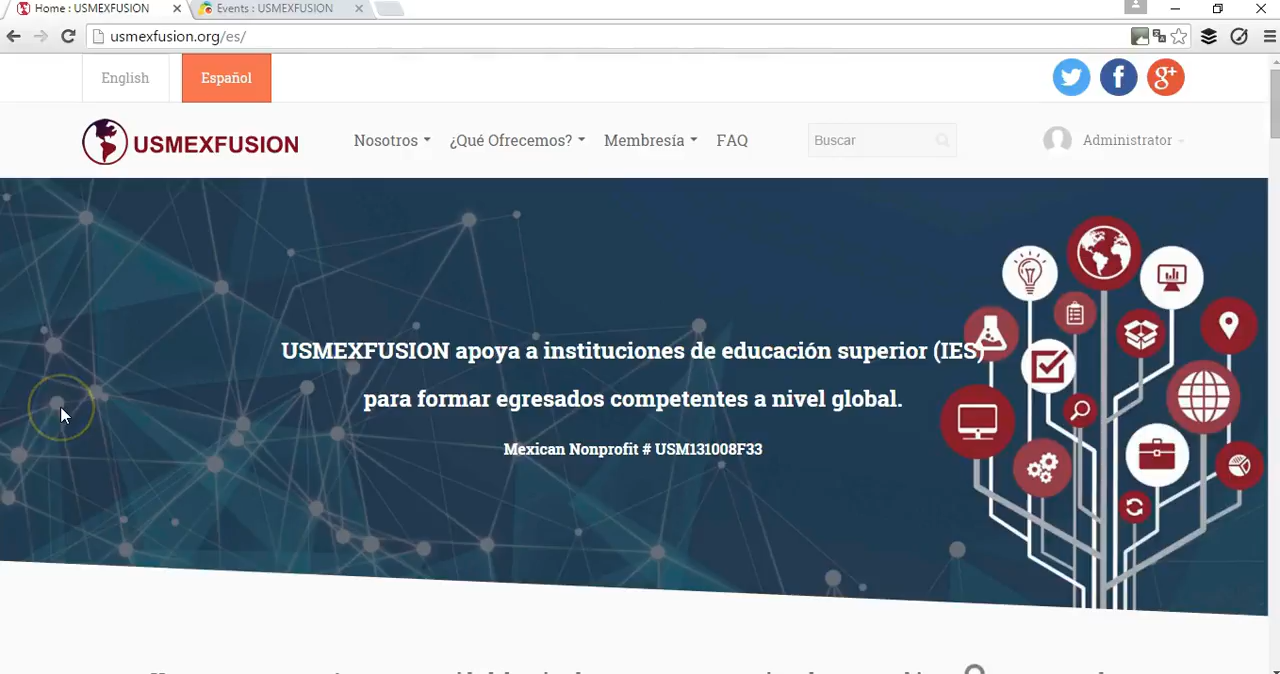 Home : USMEXFUSION
Events : USMEXFUSION
usmexfusion.org/es/
English
Español
USMEXFUSION
Nosotros
¿Qué Ofrecemos?
Membresía
FAQ
Buscar
Administrator
USMEXFUSION apoya a instituciones de educación superior (IES)
para formar egresados competentes a nivel global.
Mexican Nonprofit # USM131008F33